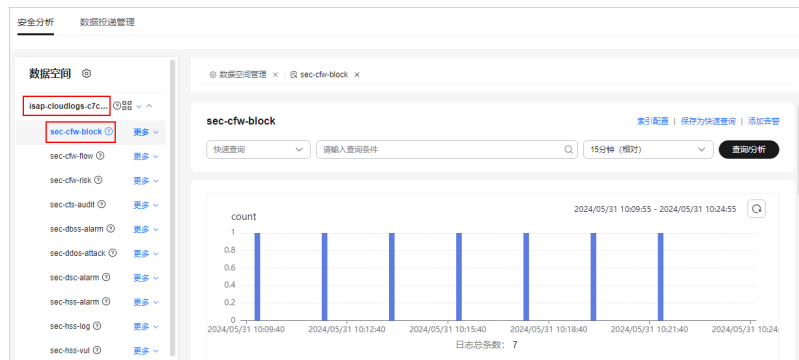 安全分析 数据投递管理
数据空间
数据空间管理 × sec-cfw-block ×
isap-cloudlogs-c7c...
sec-cfw-block 更多
sec-cfw-flow 更多
sec-cfw-risk 更多
sec-cts-audit 更多
sec-dbss-alarm 更多
sec-ddos-attack 更多
sec-dsc-alarm 更多
sec-hss-alarm 更多
sec-hss-log 更多
sec-hss-vul 更多
sec-cfw-block
索引配置 | 保存为快速查询 | 添加告警
快速查询 请输入查询条件 15分钟（相对） 查询/分析
2024/05/31 10:09:55 - 2024/05/31 10:24:55
count
1
0.8
0.6
0.4
0.2
0
2024/05/31 10:09:40 2024/05/31 10:12:40 2024/05/31 10:15:40 2024/05/31 10:18:40 2024/05/31 10:21:40 2024/05/31 10:24:
日志总条数： 7